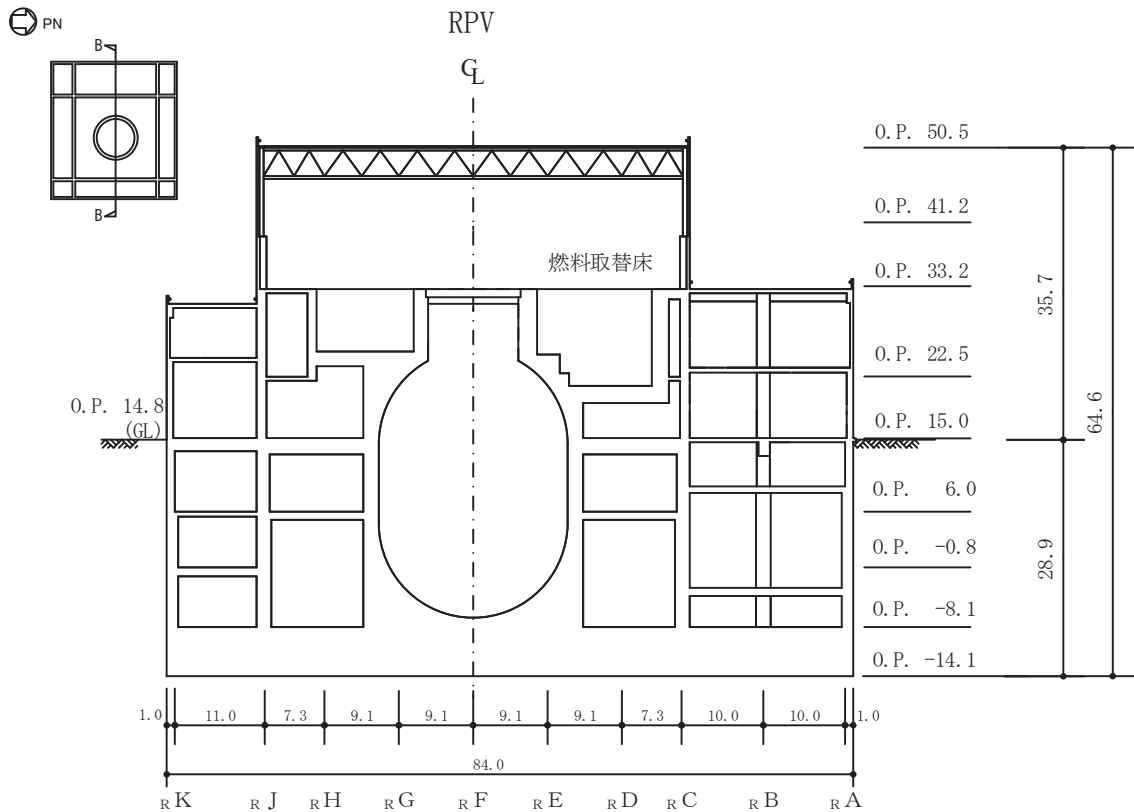 PN
B
B
RPV
CL
O.P. 50.5
O.P. 41.2
燃料取替床
O.P. 33.2
35.7
O.P. 22.5
O.P. 14.8
(GL)
O.P. 15.0
64.6
O.P. 6.0
O.P. -0.8
28.9
O.P. -8.1
O.P. -14.1
1.0 11.0 7.3 9.1 9.1 9.1 9.1 7.3 10.0 10.0 1.0
84.0
RK RJ RH RG RF RE RD RC RB RA